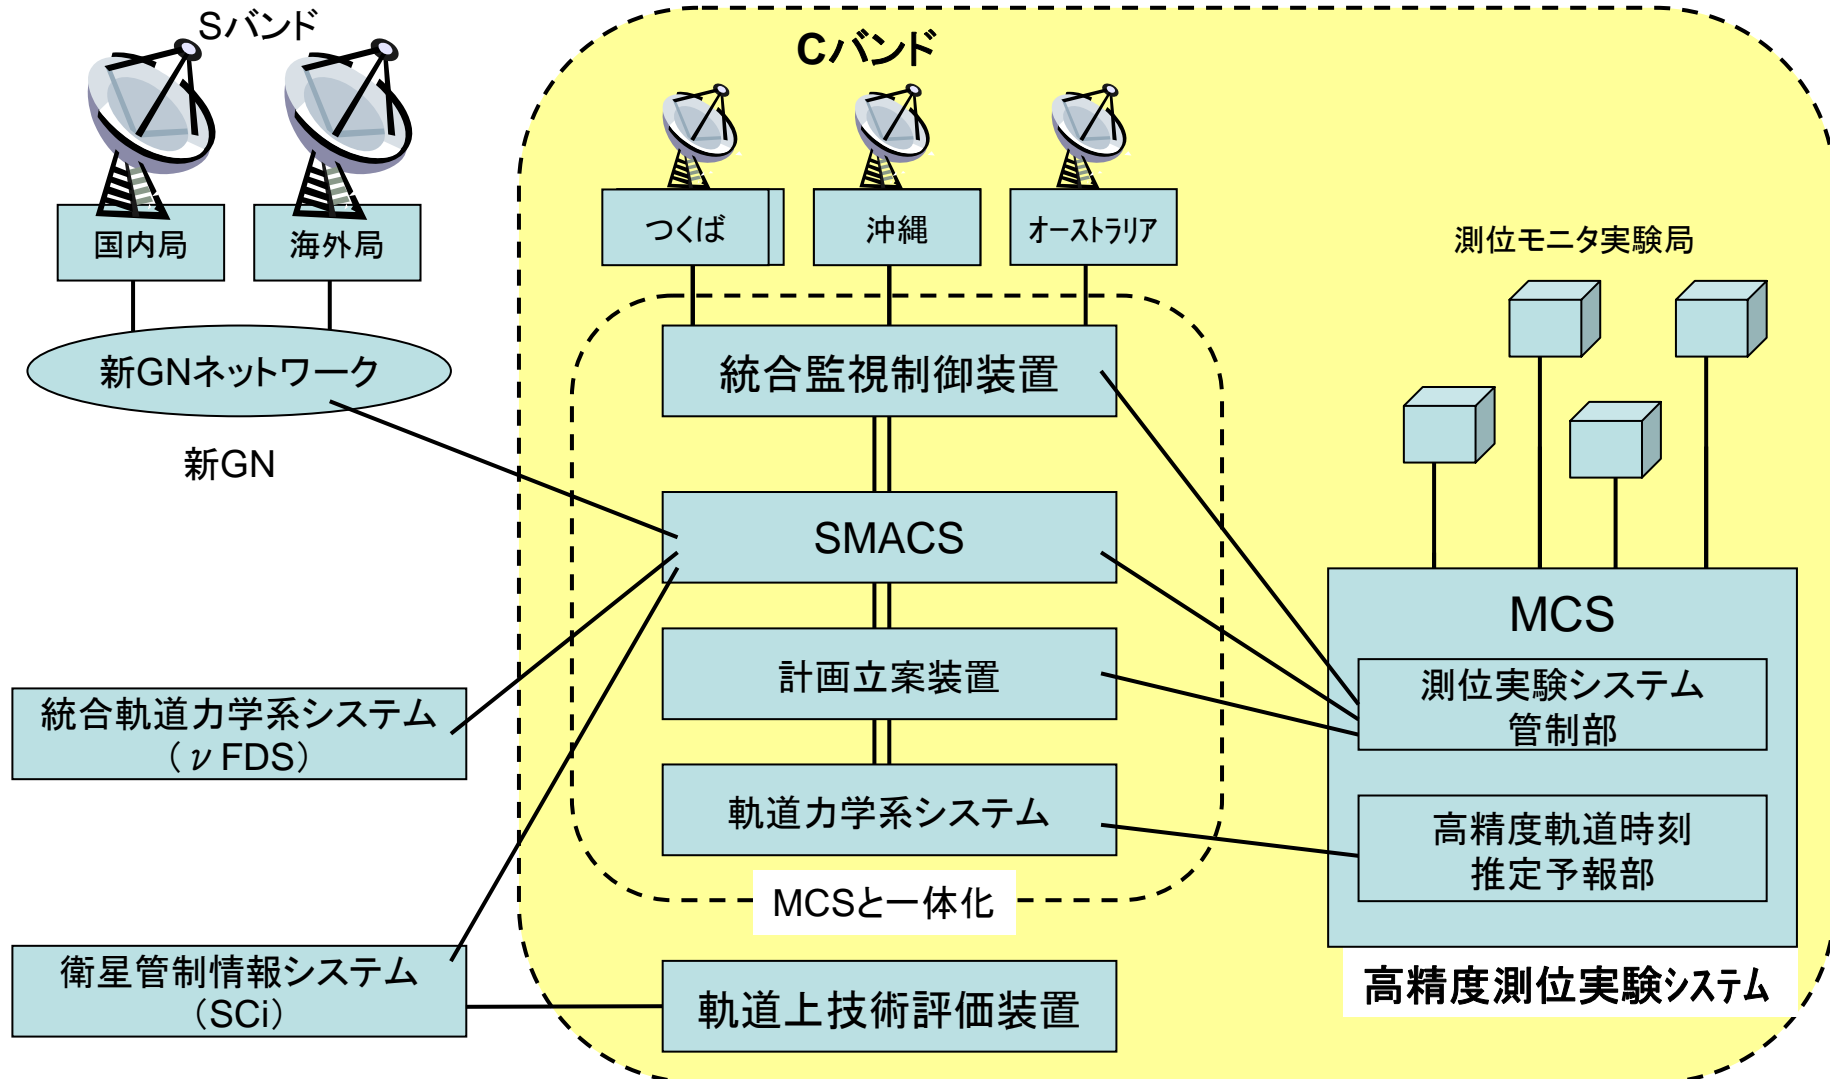 Sバンド
Cバンド
国内局
海外局
つくば
沖縄
オーストラリア
測位モニタ実験局
新GNネットワーク
統合監視制御装置
新GN
SMACS
MCS
計画立案装置
測位実験システム
管制部
統合軌道力学系システム
（νFDS）
軌道力学系システム
高精度軌道時刻
推定予報部
MCSと一体化
衛星管制情報システム
（SCi）
軌道上技術評価装置
高精度測位実験システム